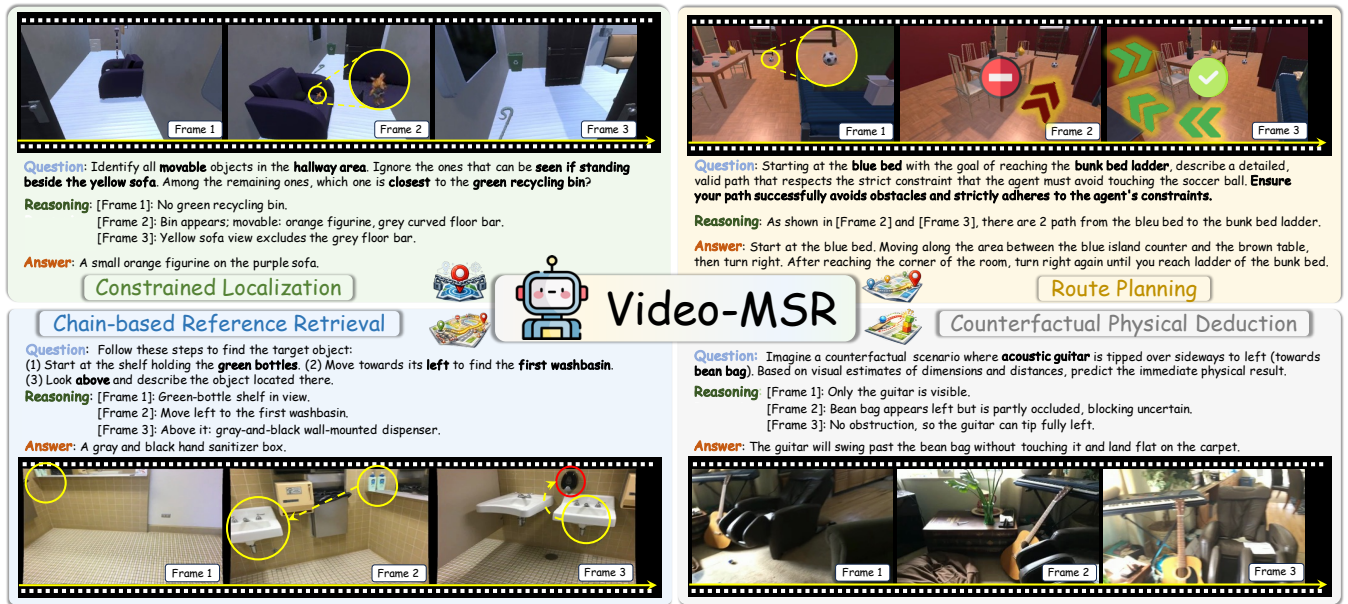 Frame 1
Frame 2
Frame 3
Question: Identify all movable objects in the hallway area. Ignore the ones that can be seen if standing
beside the yellow sofa. Among the remaining ones, which one is closest to the green recycling bin?
Reasoning: [Frame 1]: No green recycling bin.
[Frame 2]: Bin appears; movable: orange figurine, grey curved floor bar.
[Frame 3]: Yellow sofa view excludes the grey floor bar.
Answer: A small orange figurine on the purple sofa.
Constrained Localization
Frame 1
Frame 2
Frame 3
Question: Starting at the blue bed with the goal of reaching the bunk bed ladder, describe a detailed,
valid path that respects the strict constraint that the agent must avoid touching the soccer ball. Ensure
your path successfully avoids obstacles and strictly adheres to the agent's constraints.
Reasoning: As shown in [Frame 2] and [Frame 3], there are 2 path from the bleu bed to the bunk bed ladder.
Answer: Start at the blue bed. Moving along the area between the blue island counter and the brown table,
then turn right. After reaching the corner of the room, turn right again until you reach ladder of the bunk bed.
Route Planning
Video-MSR
Chain-based Reference Retrieval
Question: Follow these steps to find the target object:
(1) Start at the shelf holding the green bottles. (2) Move towards its left to find the first washbasin.
(3) Look above and describe the object located there.
Reasoning: [Frame 1]: Green-bottle shelf in view.
[Frame 2]: Move left to the first washbasin.
[Frame 3]: Above it: gray-and-black wall-mounted dispenser.
Answer: A gray and black hand sanitizer box.
Frame 1
Frame 2
Frame 3
Counterfactual Physical Deduction
Question: Imagine a counterfactual scenario where acoustic guitar is tipped over sideways to left (towards
bean bag). Based on visual estimates of dimensions and distances, predict the immediate physical result.
Reasoning: [Frame 1]: Only the guitar is visible.
[Frame 2]: Bean bag appears left but is partly occluded, blocking uncertain.
[Frame 3]: No obstruction, so the guitar can tip fully left.
Answer: The guitar will swing past the bean bag without touching it and land flat on the carpet.
Frame 1
Frame 2
Frame 3